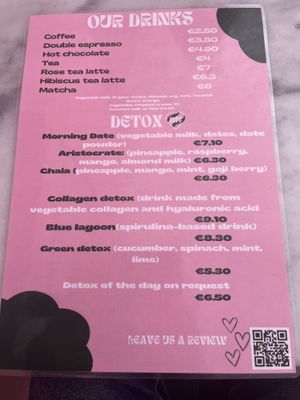 OUR DRINKS
Coffee €2.50
Double espresso €3.80
Hot chocolate €4.90
Tea €4
Rose tea latte €7
Hibiscus tea latte €6.3
Matcha €6
DETOX
Morning Date (vegetable milk, dates, date
powder) €7.10
Aristocrate: (pineapple, raspberry,
mango, almond milk) €6.30
Chaia (pineapple, mango, mint, goji berry)
€6.30
Collagen detox (drink made from
vegetable collagen and hyaluronic acid
€9.10
Blue lagoon(spirulina-based drink)
€8.30
Green detox (cucumber, spinach, mint,
lime)
€5.30
Detox of the day on request
€6.50
LEAVE US A REVIEW